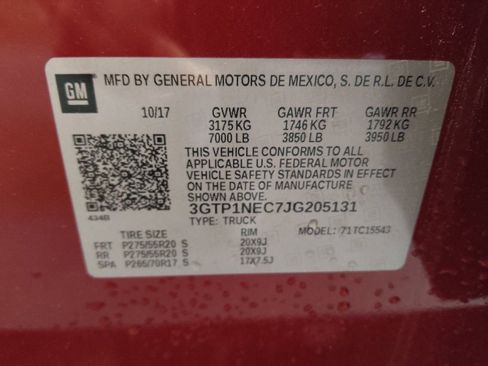 GM
MFD BY GENERAL MOTORS DE MEXICO, S. DE R.L. DE C.V.
10/17 GVWR GAWR FRT GAWR RR
3175 KG 1746 KG 1792 KG
7000 LB 3850 LB 3950 LB
THIS VEHICLE CONFORMS TO ALL
APPLICABLE U.S. FEDERAL MOTOR
VEHICLE SAFETY STANDARDS IN EFFECT
ON THE DATE OF MANUFACTURE
SHOWN ABOVE
3GTP1NEC7JG205131
434B
TYPE: TRUCK MODEL: 71TC15543
TIRE SIZE RIM
FRT P275/55R20 S 20X9J
RR P275/55R20 S 20X9J
SPA P265/70R17 S 17X7.5J